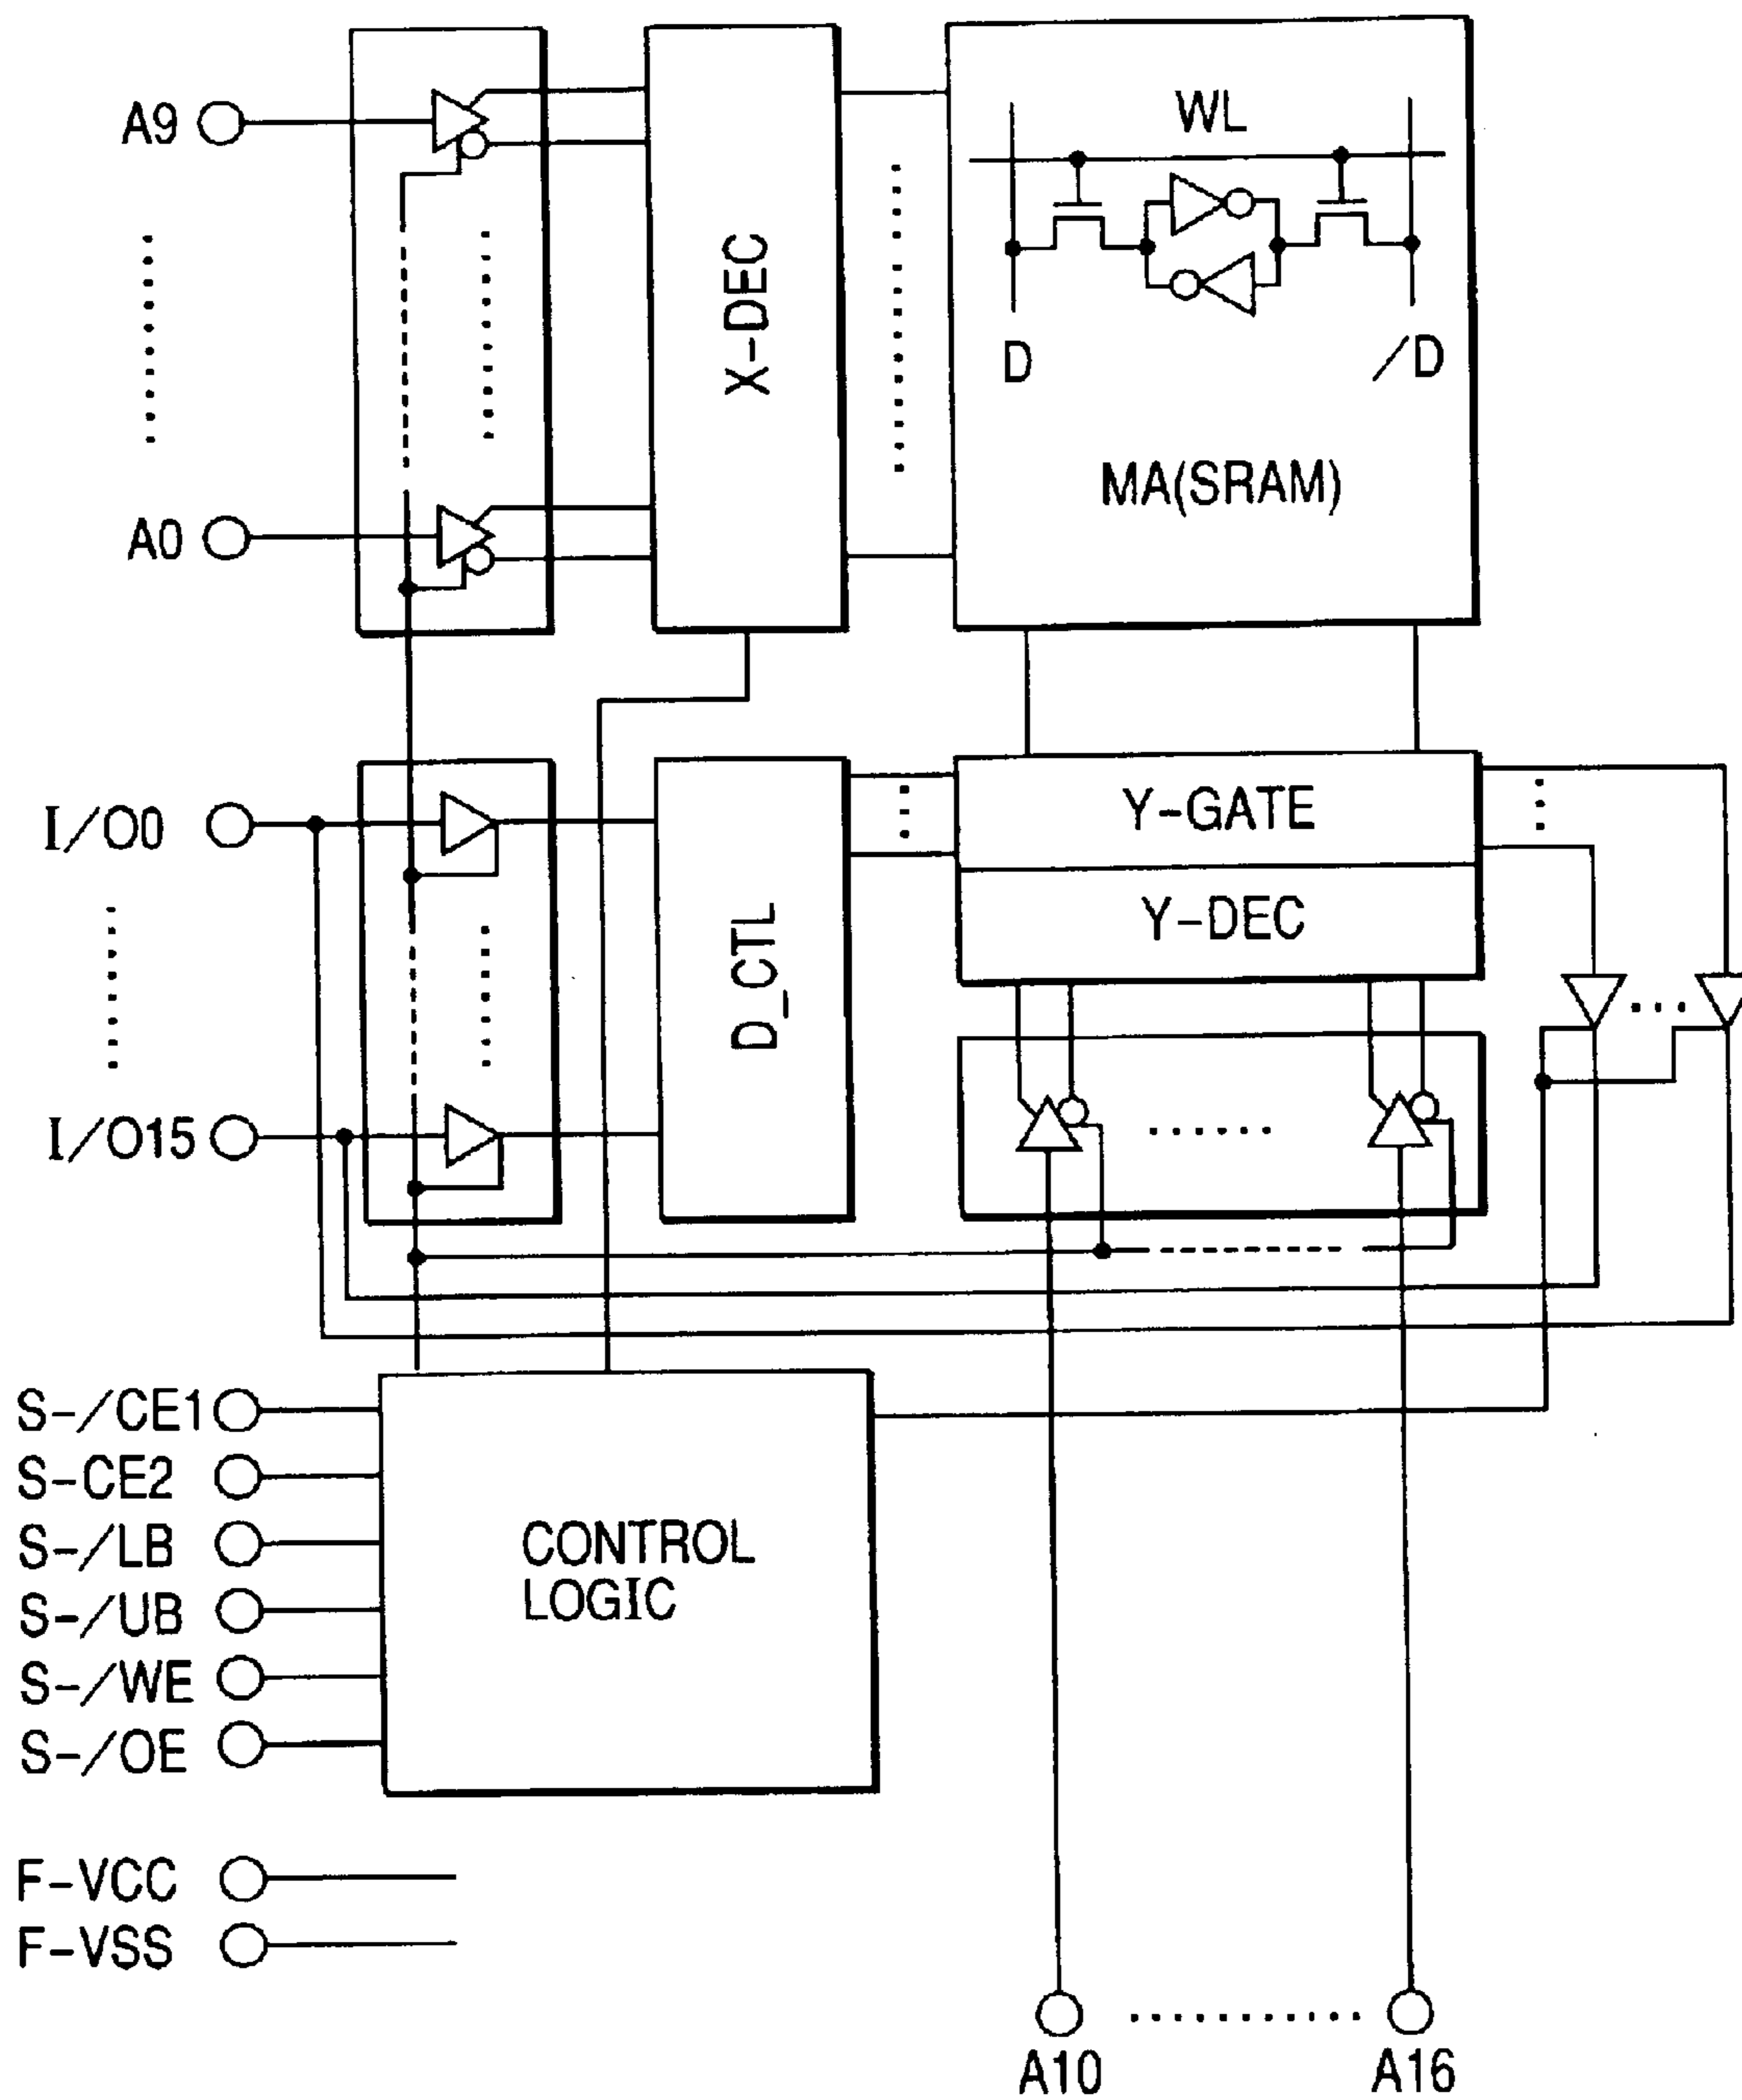 A9
A0
X-DEC
WL
D
/D
MA(SRAM)
I/O0
I/O15
D_CTL
Y-GATE
Y-DEC
S-/CE1
S-CE2
S-/LB
S-/UB
S-/WE
S-/OE
CONTROL
LOGIC
F-VCC
F-VSS
A10
A16